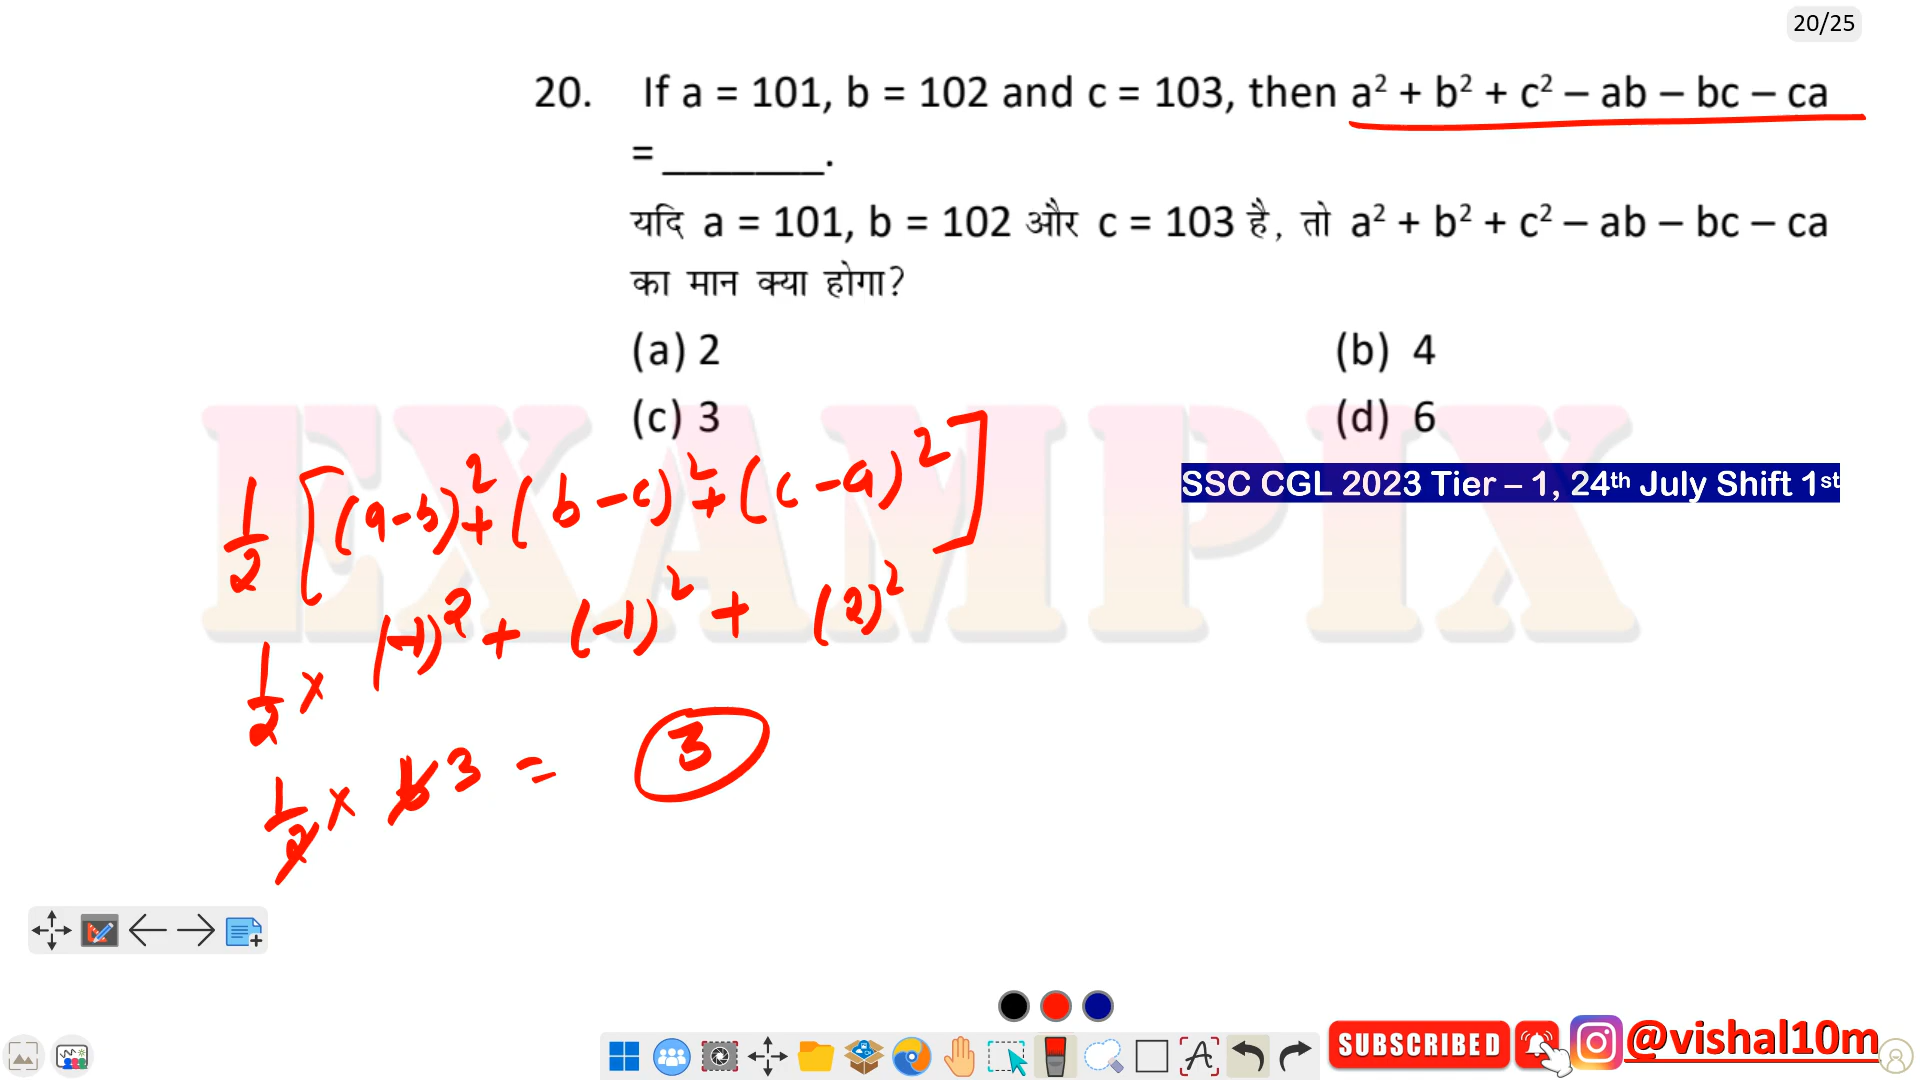 20/25
20. If a = 101, b = 102 and c = 103, then a² + b² + c² – ab – bc – ca
= _______.
यदि a = 101, b = 102 और c = 103 है, तो a² + b² + c² – ab – bc – ca
का मान क्या होगा?
(a) 2 (b) 4
(c) 3 (d) 6
SSC CGL 2023 Tier – 1, 24th July Shift 1st
EXAMPIX
1/2 [(a-b)² + (b-c)² + (c-a)²]
1/2 × (-1)² + (-1)² + (2)²
1/2 × 6 3 = 3
SUBSCRIBED @vishal10m